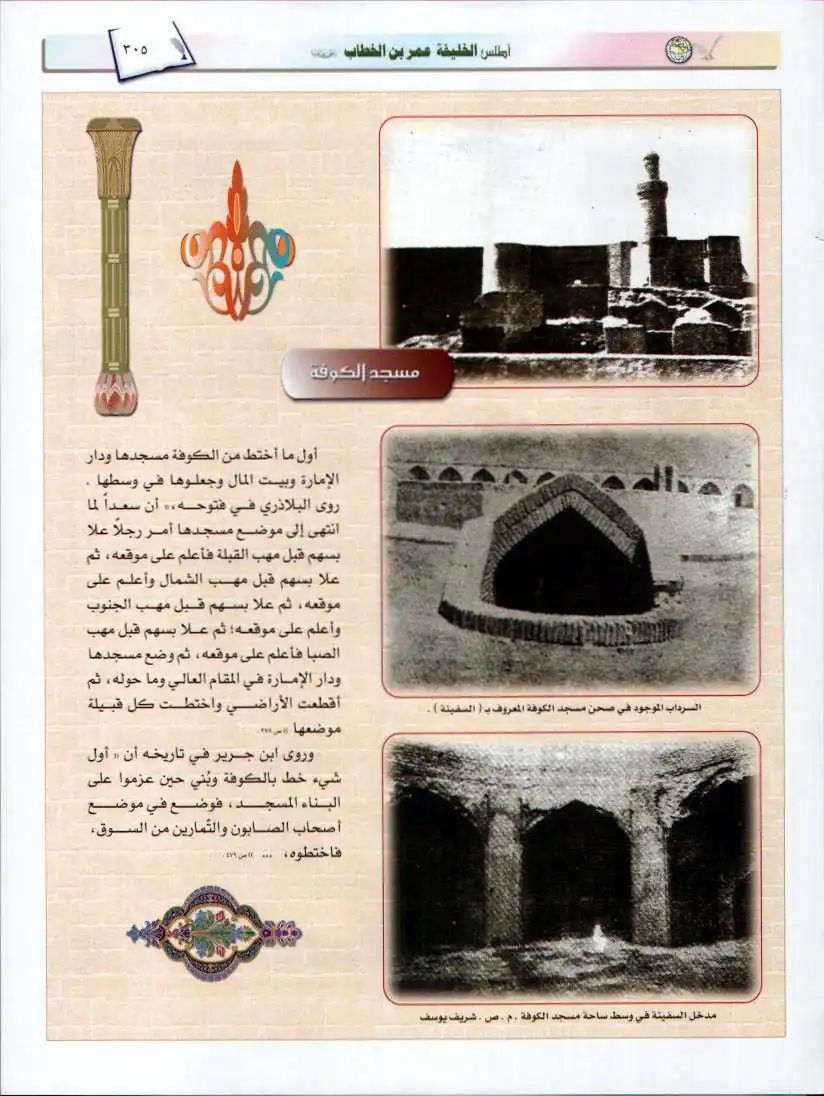 أطلس الخليفة عمر بن الخطاب
٣٠٥
مسجد الكوفة
أول ما أختط من الكوفة مسجدها ودار
الإمارة وبيت المال وجعلوها في وسطها .
روى البلاذري في فتوحه،« أن سعداً لما
انتهى إلى موضع مسجدها أمر رجلاً علا
بسهم قبل مهب القبلة فأعلم على موقعه، ثم
علا بسهم قبل مهب الشمال وأعلم على
موقعه، ثم علا بسهم قبل مهب الجنوب
وأعلم على موقعه؛ ثم علا بسهم قبل مهب
الصبا فأعلم على موقعه، ثم وضع مسجدها
ودار الإمارة في المقام العالي وما حوله، ثم
أقطعت الأراضي واختطت كل قبيلة
موضعها » ص ٢٧٨ .
وروى ابن جرير في تاريخه أن « أول
شيء خط بالكوفة وبُني حين عزموا على
البناء المسجد، فوضع في موضع
أصحاب الصابون والتّمارين من السوق،
فاختطوه، ... » ص ٤٧٩ .
السرداب الموجود في صحن مسجد الكوفة المعروف بـ ( السفينة ) .
مدخل السفينة في وسط ساحة مسجد الكوفة . م . ص . شريف يوسف